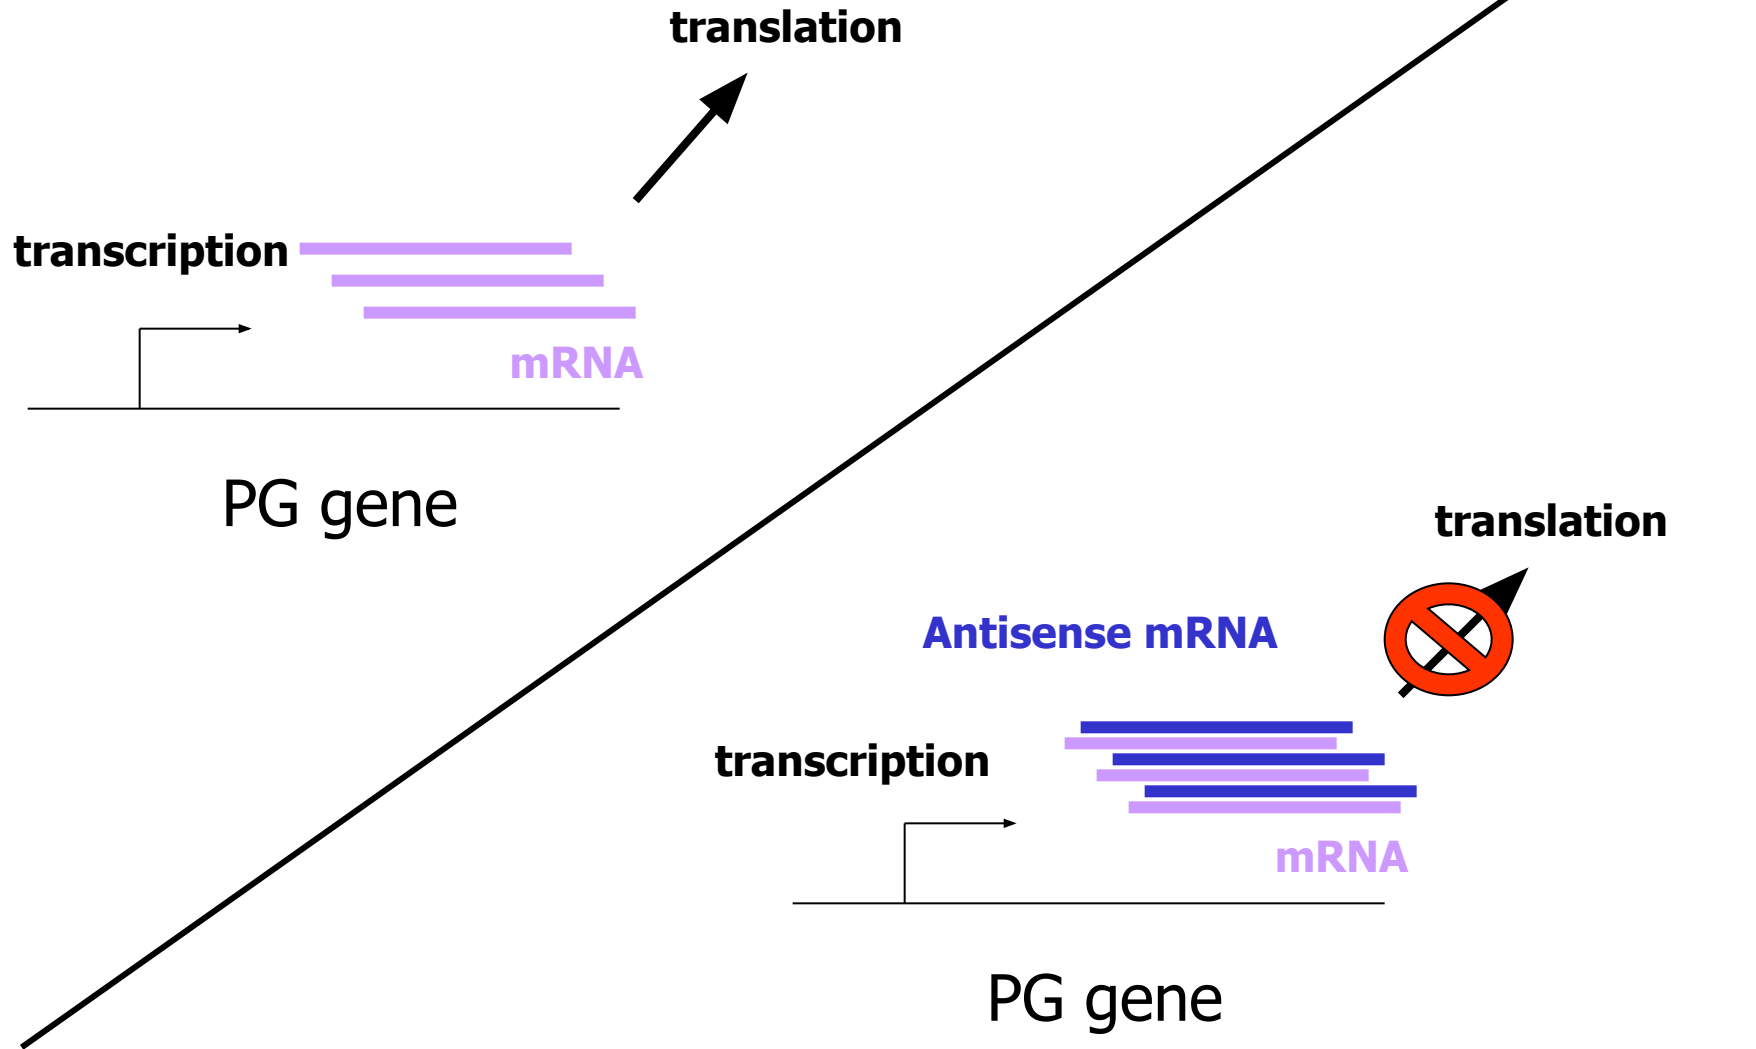 translation
transcription
mRNA
PG gene
translation
Antisense mRNA
transcription
mRNA
PG gene